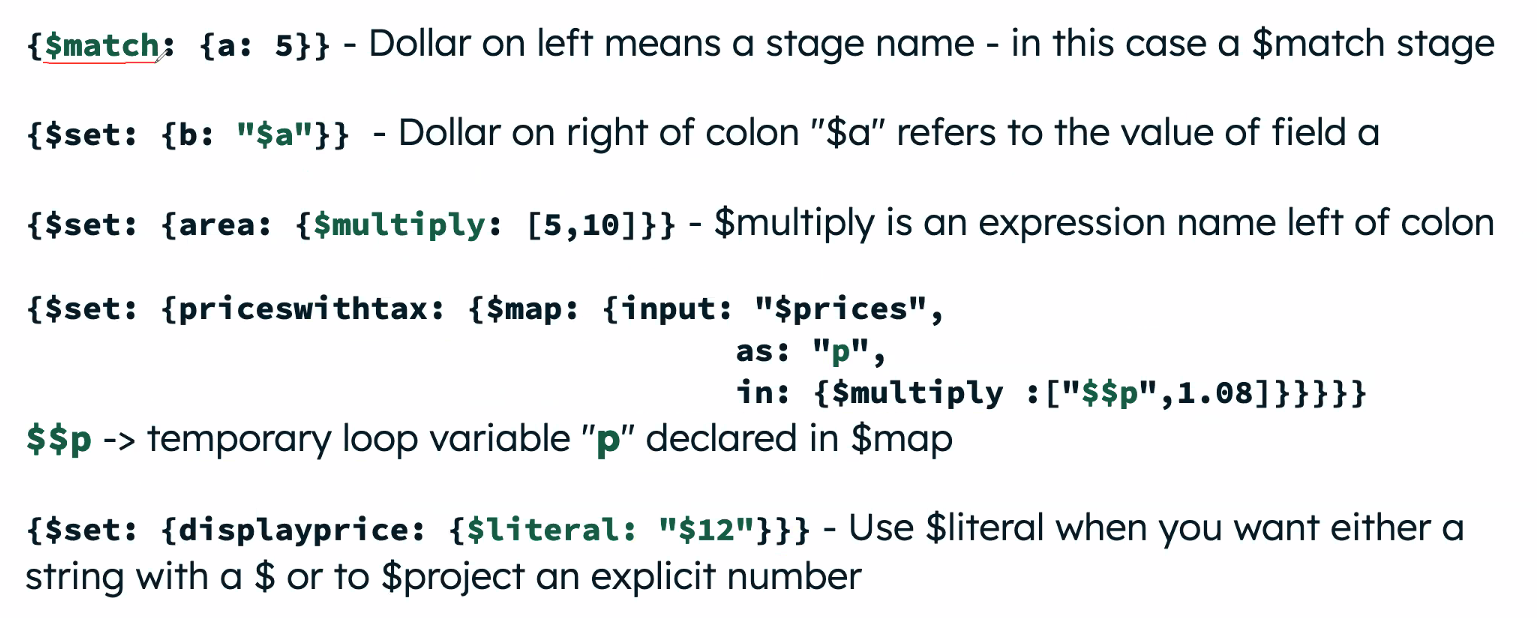 {$match: {a: 5}} - Dollar on left means a stage name - in this case a $match stage
{$set: {b: "$a"}} - Dollar on right of colon "$a" refers to the value of field a
{$set: {area: {$multiply: [5,10]}} - $multiply is an expression name left of colon
{$set: {priceswithtax: {$map: {input: "$prices",
as: "p",
in: {$multiply :["$$p",1.08]}}}}}}
$$p -> temporary loop variable "p" declared in $map
{$set: {displayprice: {$literal: "$12"}}} - Use $literal when you want either a
string with a $ or to $project an explicit number